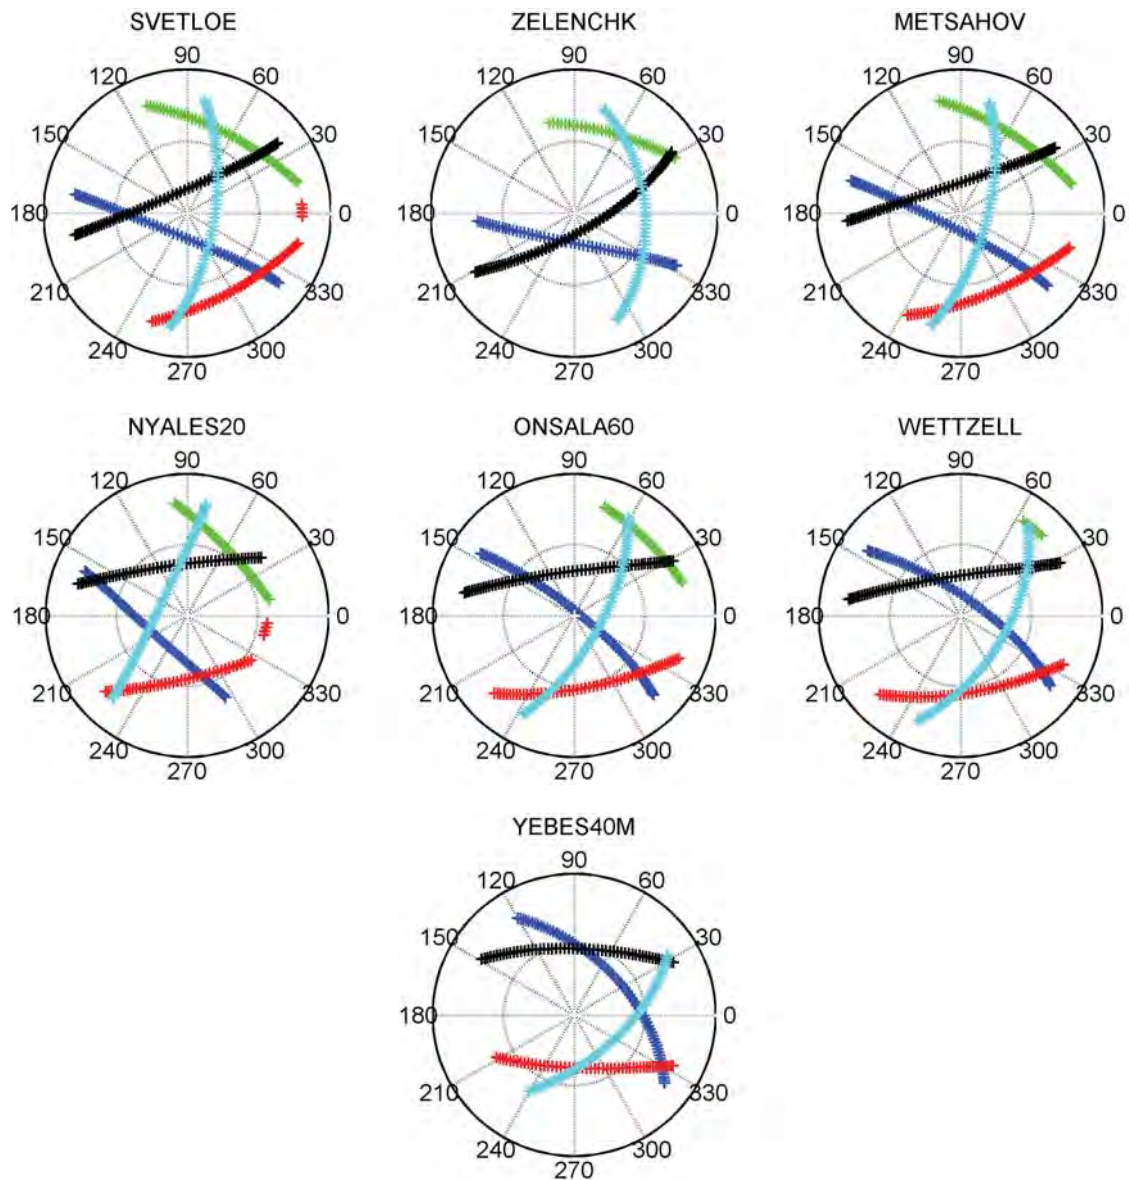 SVETLOE ZELENCHK METSAHOV
90 90 90
120 60 120 60 120 60
150 30 150 30 150 30
180 0 180 0 180 0
210 330 210 330 210 330
240 300 240 300 240 300
270 270 270
NYALES20 ONSALA60 WETTZELL
90 90 90
120 60 120 60 120 60
150 30 150 30 150 30
180 0 180 0 180 0
210 330 210 330 210 330
240 300 240 300 240 300
270 270 270
YEBES40M
90
120 60
150 30
180 0
210 330
240 300
270